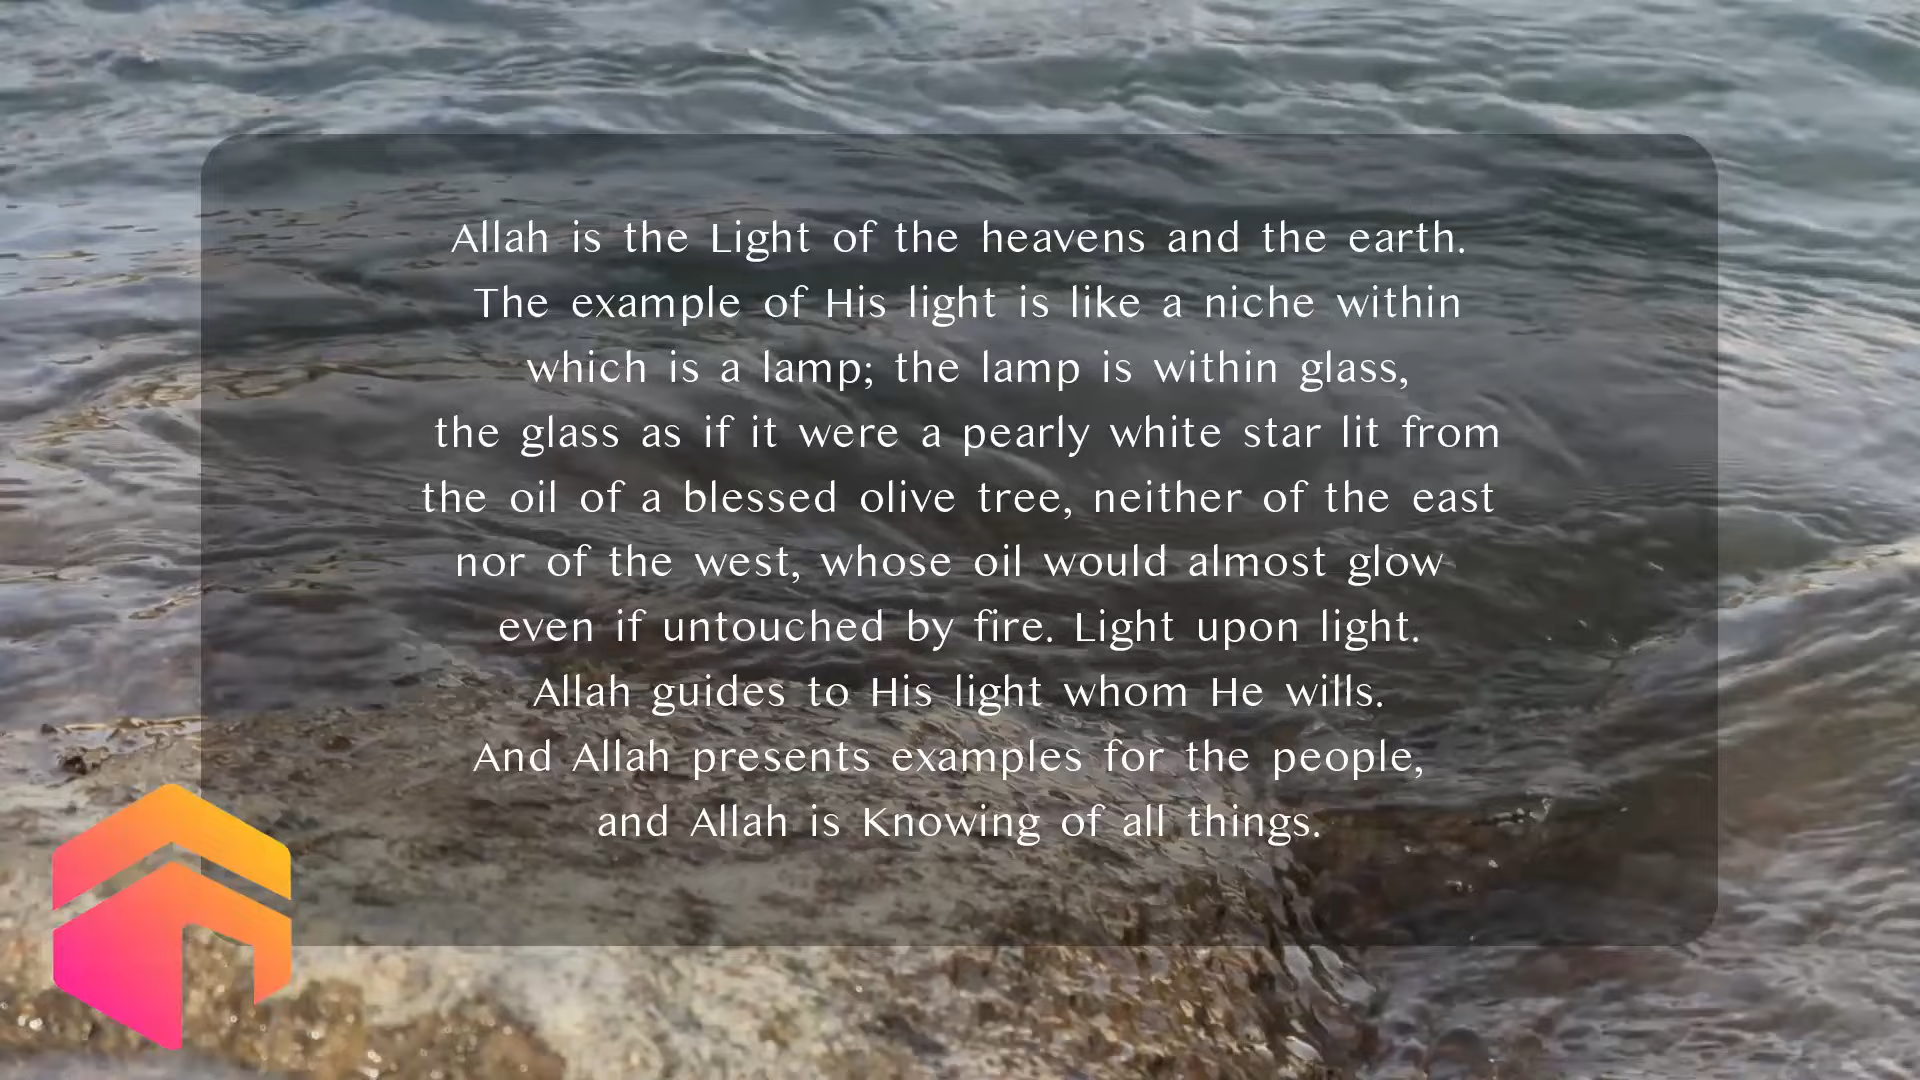 Allah is the Light of the heavens and the earth.
The example of His light is like a niche within
which is a lamp; the lamp is within glass,
the glass as if it were a pearly white star lit from
the oil of a blessed olive tree, neither of the east
nor of the west, whose oil would almost glow
even if untouched by fire. Light upon light.
Allah guides to His light whom He wills.
And Allah presents examples for the people,
and Allah is Knowing of all things.